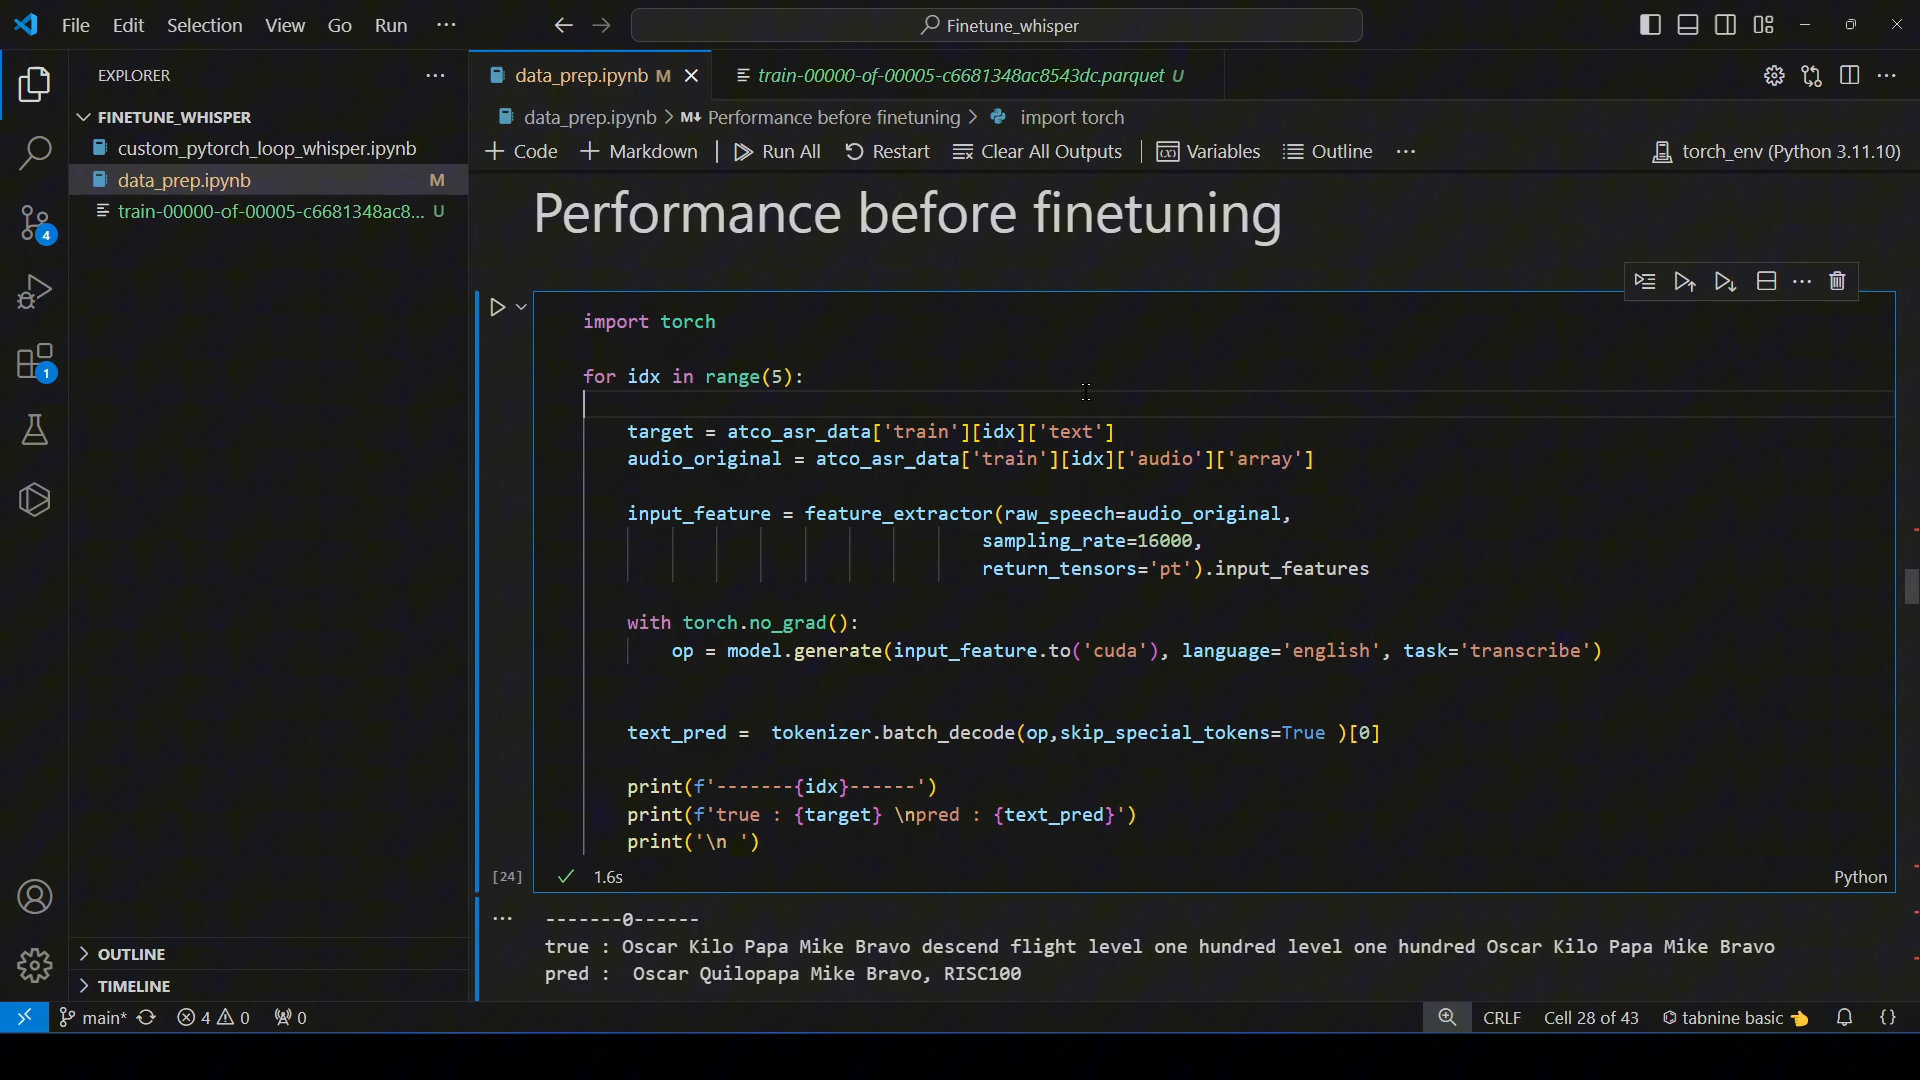 File Edit Selection View Go Run ···
Finetune_whisper
EXPLORER
FINETUNE_WHISPER
custom_pytorch_loop_whisper.ipynb
data_prep.ipynb M
train-00000-of-00005-c6681348ac8... U
OUTLINE
TIMELINE
4
1
data_prep.ipynb M
train-00000-of-00005-c6681348ac8543dc.parquet U
data_prep.ipynb > M↓ Performance before finetuning > import torch
+ Code + Markdown Run All Restart Clear All Outputs Variables Outline ··· torch_env (Python 3.11.10)
Performance before finetuning
import torch
for idx in range(5):
target = atco_asr_data['train'][idx]['text']
audio_original = atco_asr_data['train'][idx]['audio']['array']
input_feature = feature_extractor(raw_speech=audio_original,
sampling_rate=16000,
return_tensors='pt').input_features
with torch.no_grad():
op = model.generate(input_feature.to('cuda'), language='english', task='transcribe')
text_pred =  tokenizer.batch_decode(op,skip_special_tokens=True )[0]
print(f'-------{idx}------')
print(f'true : {target} \npred : {text_pred}')
print('\n ')
[24] 1.6s Python
-------0------
true : Oscar Kilo Papa Mike Bravo descend flight level one hundred level one hundred Oscar Kilo Papa Mike Bravo
pred :  Oscar Quilopapa Mike Bravo, RISC100
main* 4 0 0 CRLF Cell 28 of 43 tabnine basic {}